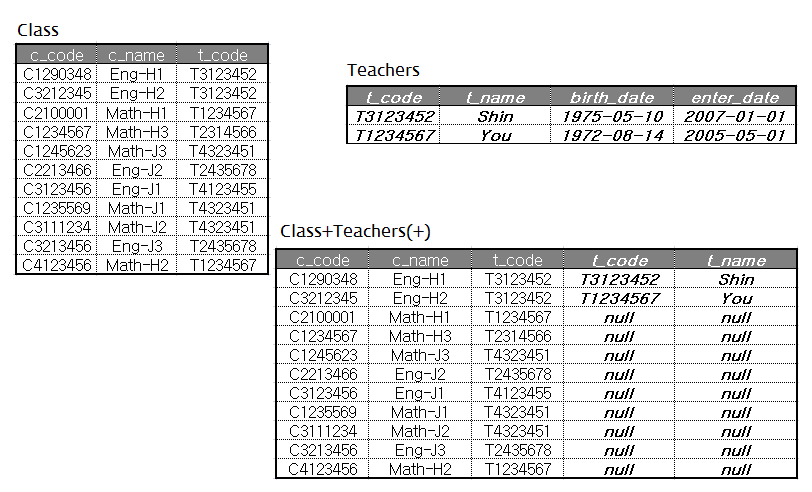 Class
c_code c_name t_code
C1290348 Eng-H1 T3123452
C3212345 Eng-H2 T3123452
C2100001 Math-H1 T1234567
C1234567 Math-H3 T2314566
C1245623 Math-J3 T4323451
C2213466 Eng-J2 T2435678
C3123456 Eng-J1 T4123455
C1235569 Math-J1 T4323451
C3111234 Math-J2 T4323451
C3213456 Eng-J3 T2435678
C4123456 Math-H2 T1234567
Teachers
t_code t_name birth_date enter_date
T3123452 Shin 1975-05-10 2007-01-01
T1234567 You 1972-08-14 2005-05-01
Class+Teachers(+)
c_code c_name t_code t_code t_name
C1290348 Eng-H1 T3123452 T3123452 Shin
C3212345 Eng-H2 T3123452 T1234567 You
C2100001 Math-H1 T1234567 null null
C1234567 Math-H3 T2314566 null null
C1245623 Math-J3 T4323451 null null
C2213466 Eng-J2 T2435678 null null
C3123456 Eng-J1 T4123455 null null
C1235569 Math-J1 T4323451 null null
C3111234 Math-J2 T4323451 null null
C3213456 Eng-J3 T2435678 null null
C4123456 Math-H2 T1234567 null null